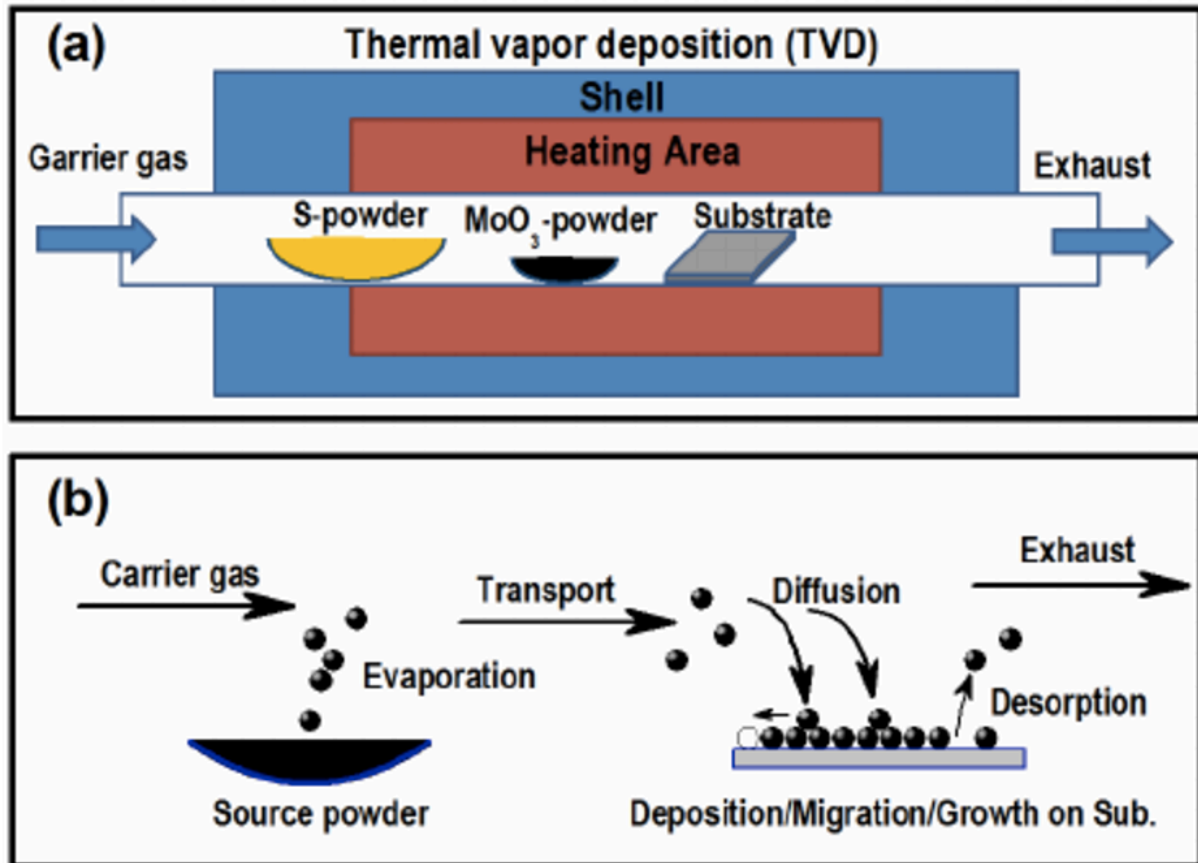 (a)
Thermal vapor deposition (TVD)
Shell
Heating Area
Garrier gas
Exhaust
S-powder
MoO₃-powder
Substrate
(b)
Carrier gas
Transport
Diffusion
Exhaust
Evaporation
Desorption
Source powder
Deposition/Migration/Growth on Sub.